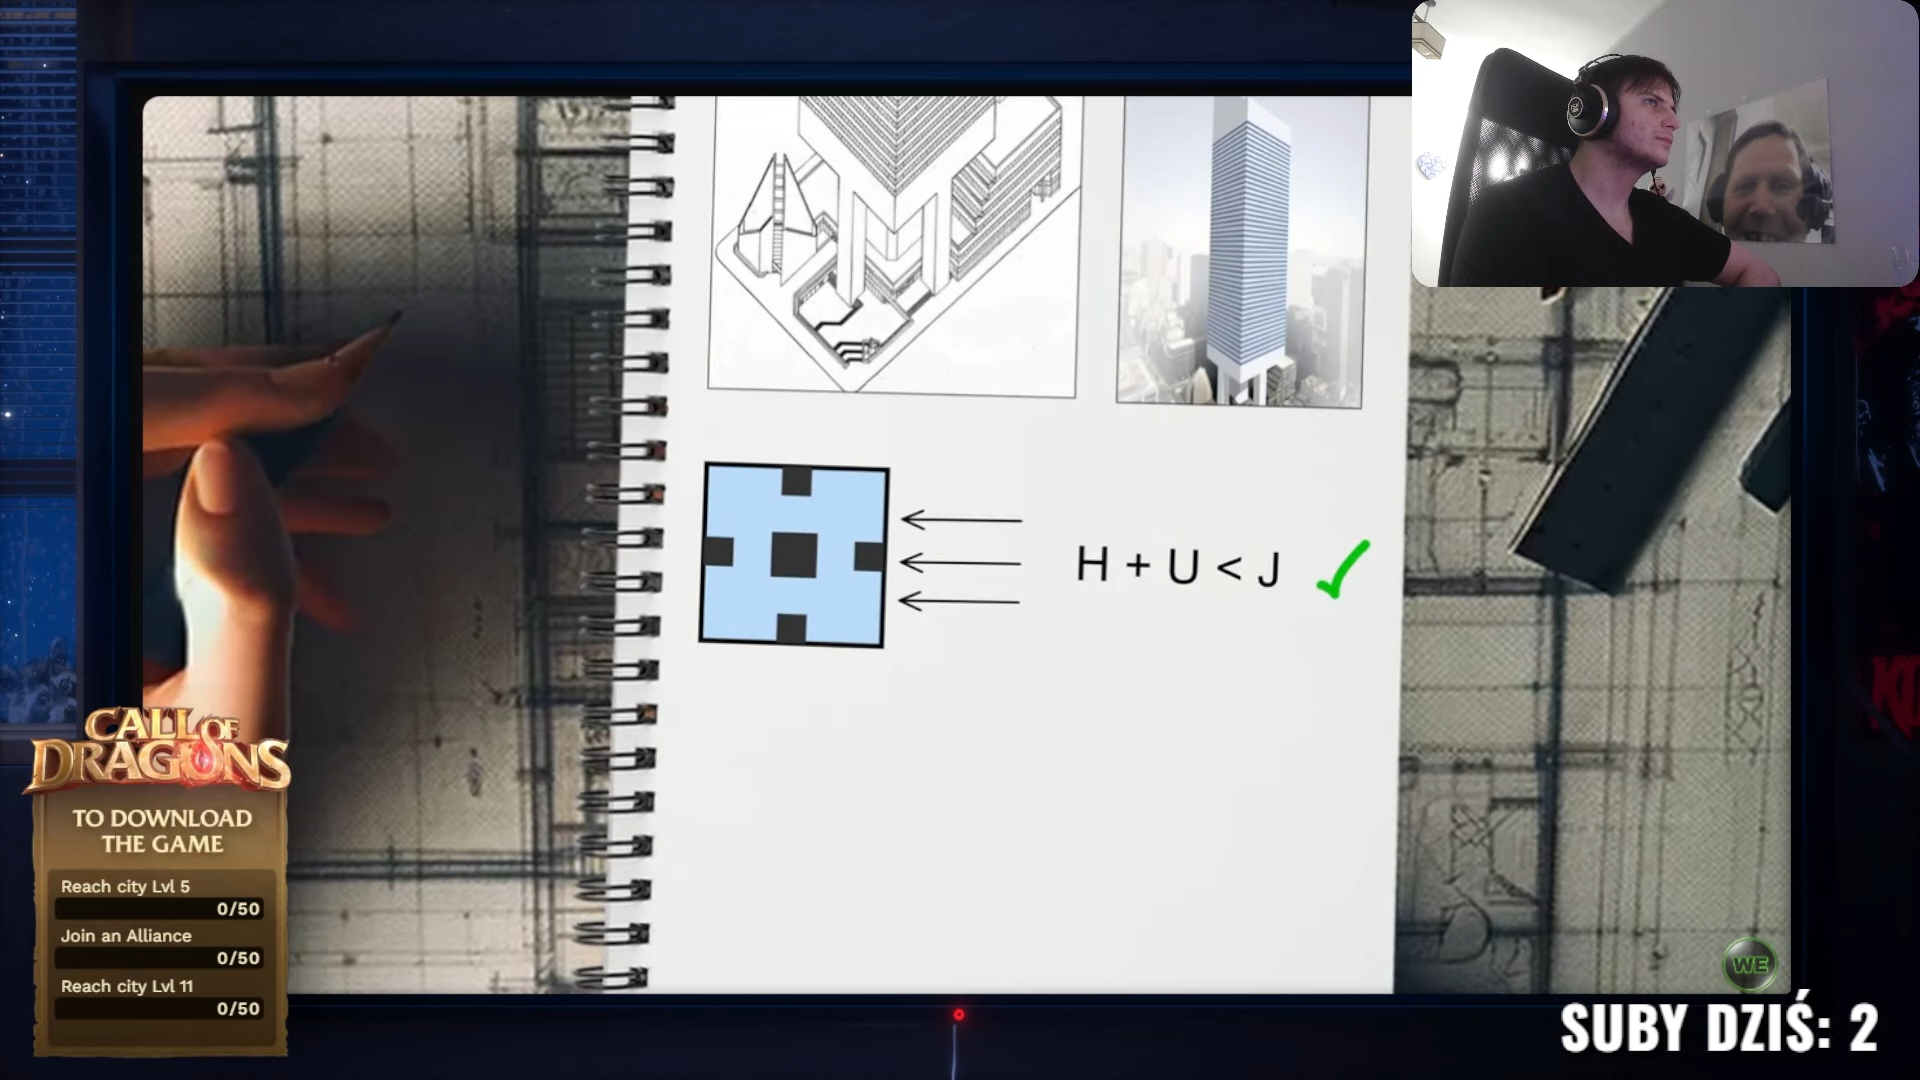 H + U < J
CALL OF
DRAGONS
TO DOWNLOAD
THE GAME
Reach city Lvl 5
0/50
Join an Alliance
0/50
Reach city Lvl 11
0/50
WE
SUBY DZIŚ: 2